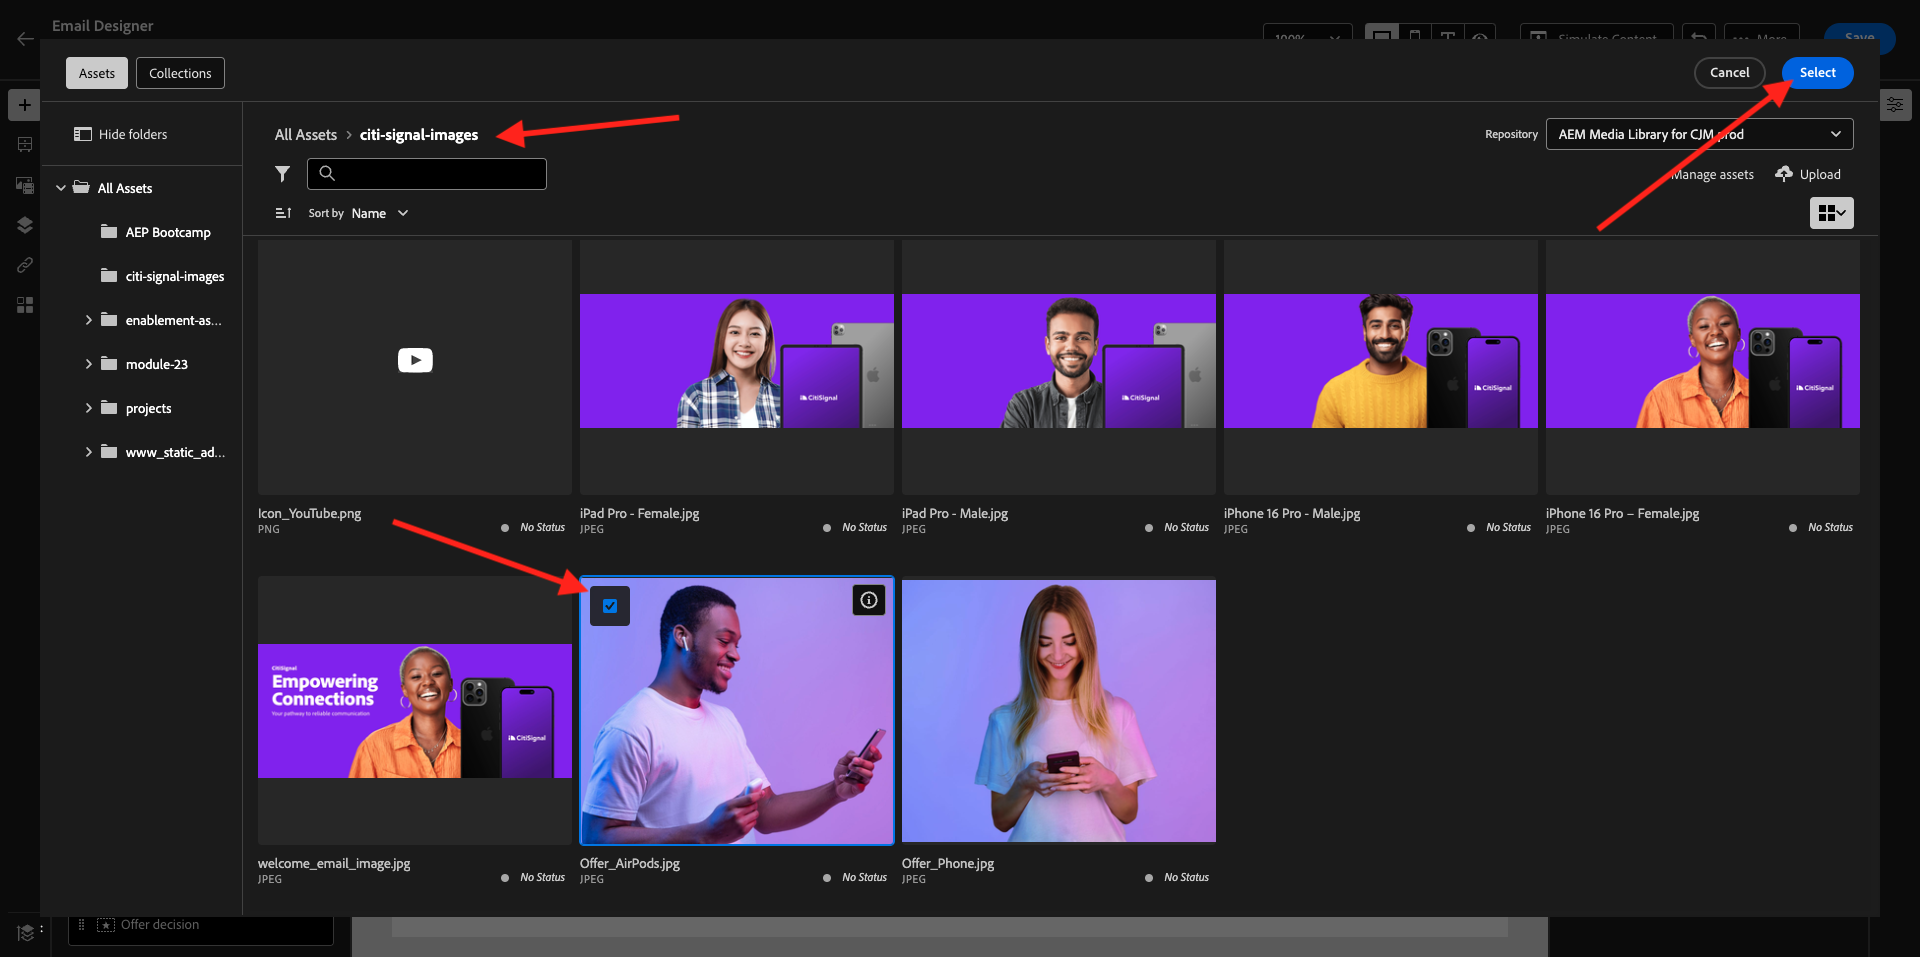 Email Designer
100%
Simulate Content
More
Save
Assets
Collections
Cancel
Select
Hide folders
All Assets
AEP Bootcamp
citi-signal-images
enablement-as...
module-23
projects
www_static_ad...
All Assets > citi-signal-images
Repository
AEM Media Library for CJM prod
Manage assets
Upload
Sort by Name
CitiSignal
CitiSignal
CitiSignal
CitiSignal
Icon_YouTube.png
PNG
No Status
iPad Pro - Female.jpg
JPEG
No Status
iPad Pro - Male.jpg
JPEG
No Status
iPhone 16 Pro - Male.jpg
JPEG
No Status
iPhone 16 Pro – Female.jpg
JPEG
No Status
CitiSignal
Empowering
Connections
Your pathway to reliable communication
CitiSignal
welcome_email_image.jpg
JPEG
No Status
Offer_AirPods.jpg
JPEG
No Status
Offer_Phone.jpg
JPEG
No Status
Offer decision